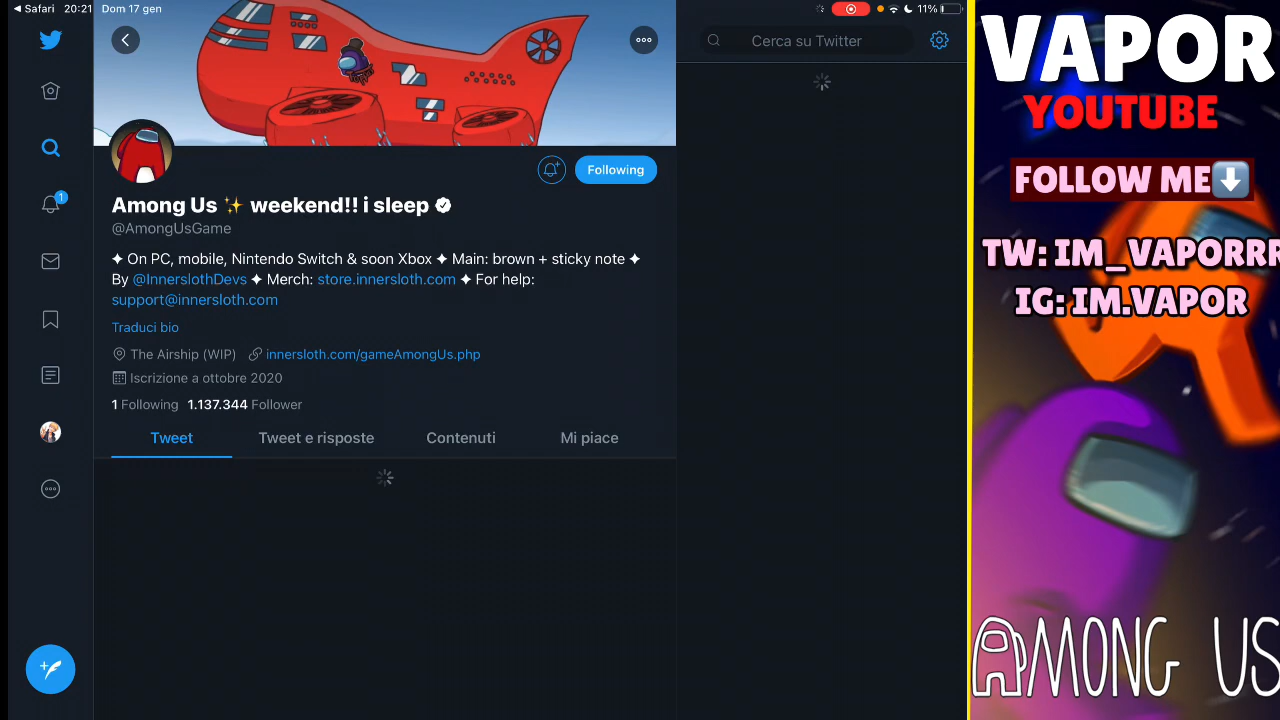 Safari 20:21 Dom 17 gen
11%
Cerca su Twitter
1
Following
Among Us ✨ weekend!! i sleep
@AmongUsGame
✦ On PC, mobile, Nintendo Switch & soon Xbox ✦ Main: brown + sticky note ✦
By @InnerslothDevs ✦ Merch: store.innersloth.com ✦ For help:
support@innersloth.com
Traduci bio
The Airship (WIP) innersloth.com/gameAmongUs.php
Iscrizione a ottobre 2020
1 Following 1.137.344 Follower
Tweet Tweet e risposte Contenuti Mi piace
VAPOR
YOUTUBE
FOLLOW ME⬇️
TW: IM_VAPORRR
IG: IM.VAPOR
AMONG US